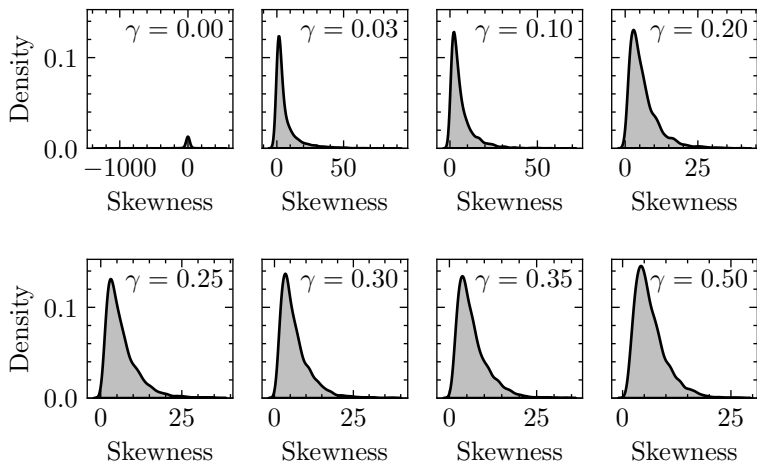 γ = 0.00 γ = 0.03 γ = 0.10 γ = 0.20
Density
0.1
0.0
−1000 0 0 50 0 50 0 25
Skewness Skewness Skewness Skewness
γ = 0.25 γ = 0.30 γ = 0.35 γ = 0.50
Density
0.1
0.0
0 25 0 25 0 25 0 25
Skewness Skewness Skewness Skewness